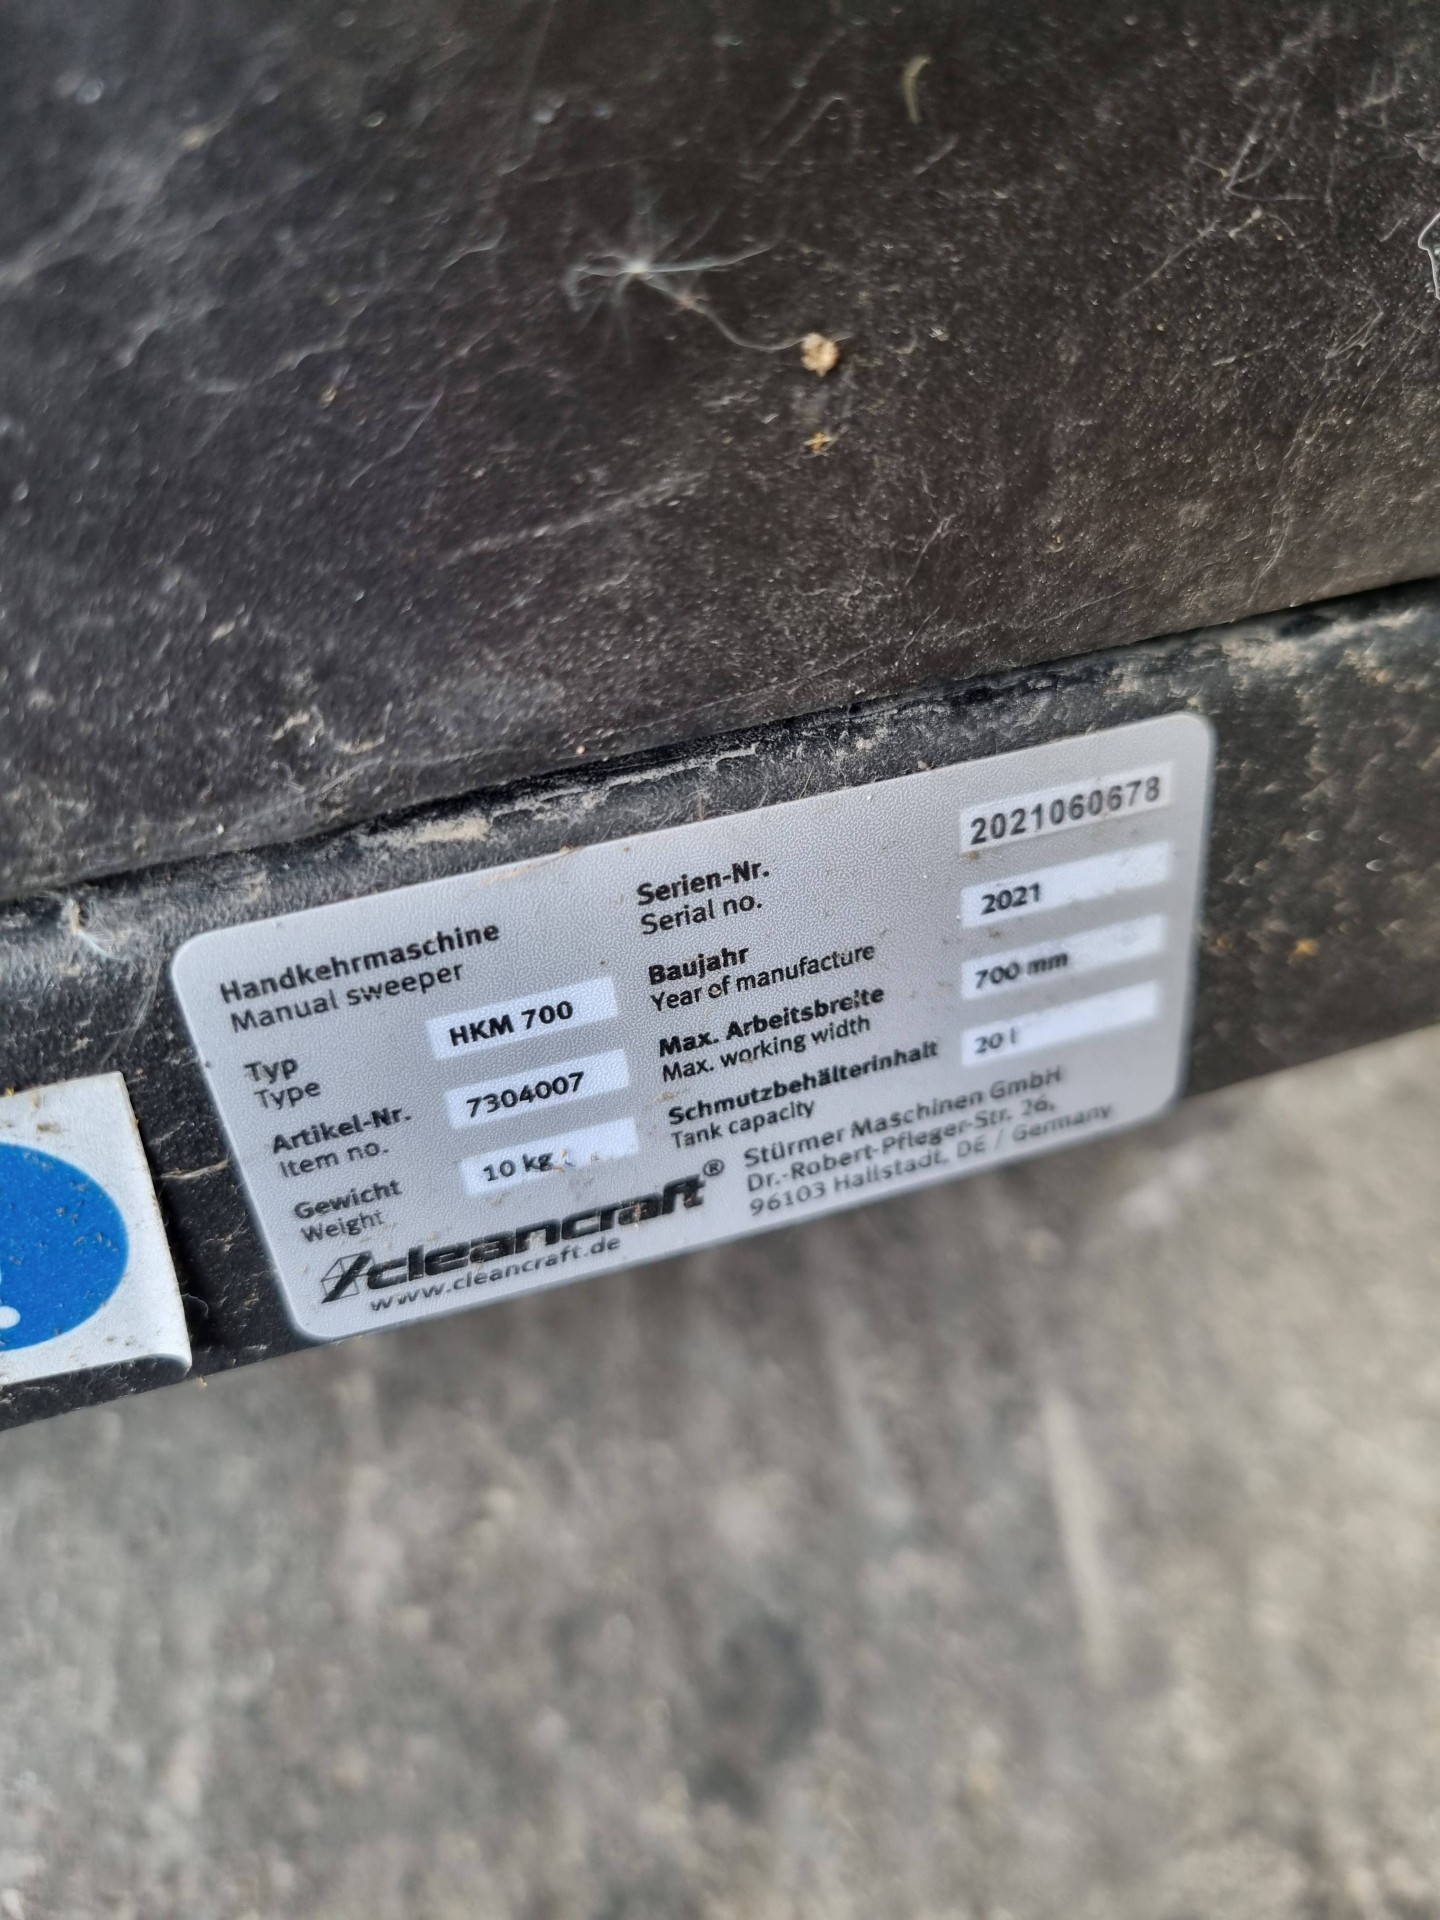 Handkehrmaschine
Manual sweeper
Typ
Type
HKM 700
Artikel-Nr.
Item no.
7304007
Gewicht
Weight
10 kg
Serien-Nr.
Serial no.
2021060678
Baujahr
Year of manufacture
2021
Max. Arbeitsbreite
Max. working width
700 mm
Schmutzbehälterinhalt
Tank capacity
20 l
cleancraft®
www.cleancraft.de
Stürmer Maschinen GmbH
Dr.-Robert-Pfleger-Str. 26,
96103 Hallstadt, DE / Germany